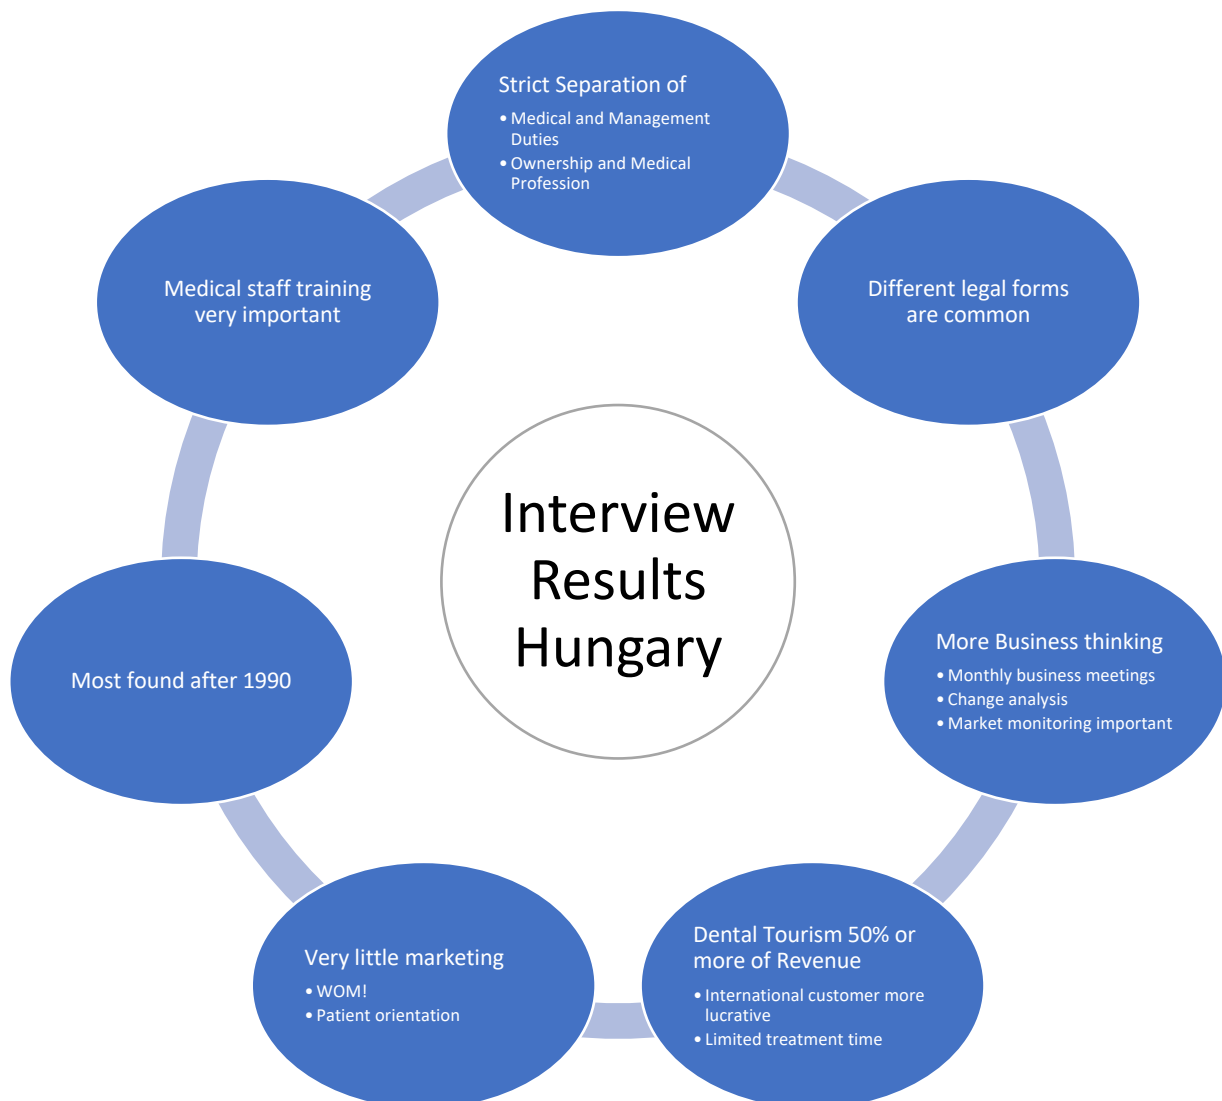 Strict Separation of
• Medical and Management
Duties
• Ownership and Medical
Profession
Different legal forms
are common
More Business thinking
• Monthly business meetings
• Change analysis
• Market monitoring important
Dental Tourism 50% or
more of Revenue
• International customer more
lucrative
• Limited treatment time
Very little marketing
• WOM!
• Patient orientation
Most found after 1990
Medical staff training
very important
Interview
Results
Hungary